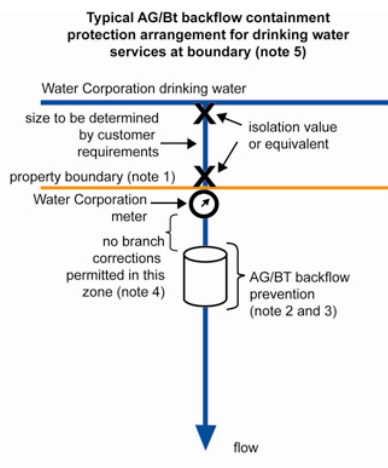 Typical AG/Bt backflow containment
protection arrangement for drinking water
services at boundary (note 5)
Water Corporation drinking water
size to be determined
by customer
requirements
isolation value
or equivalent
property boundary (note 1)
Water Corporation
meter
no branch
corrections
permitted in this
zone (note 4)
AG/BT backflow
prevention
(note 2 and 3)
flow